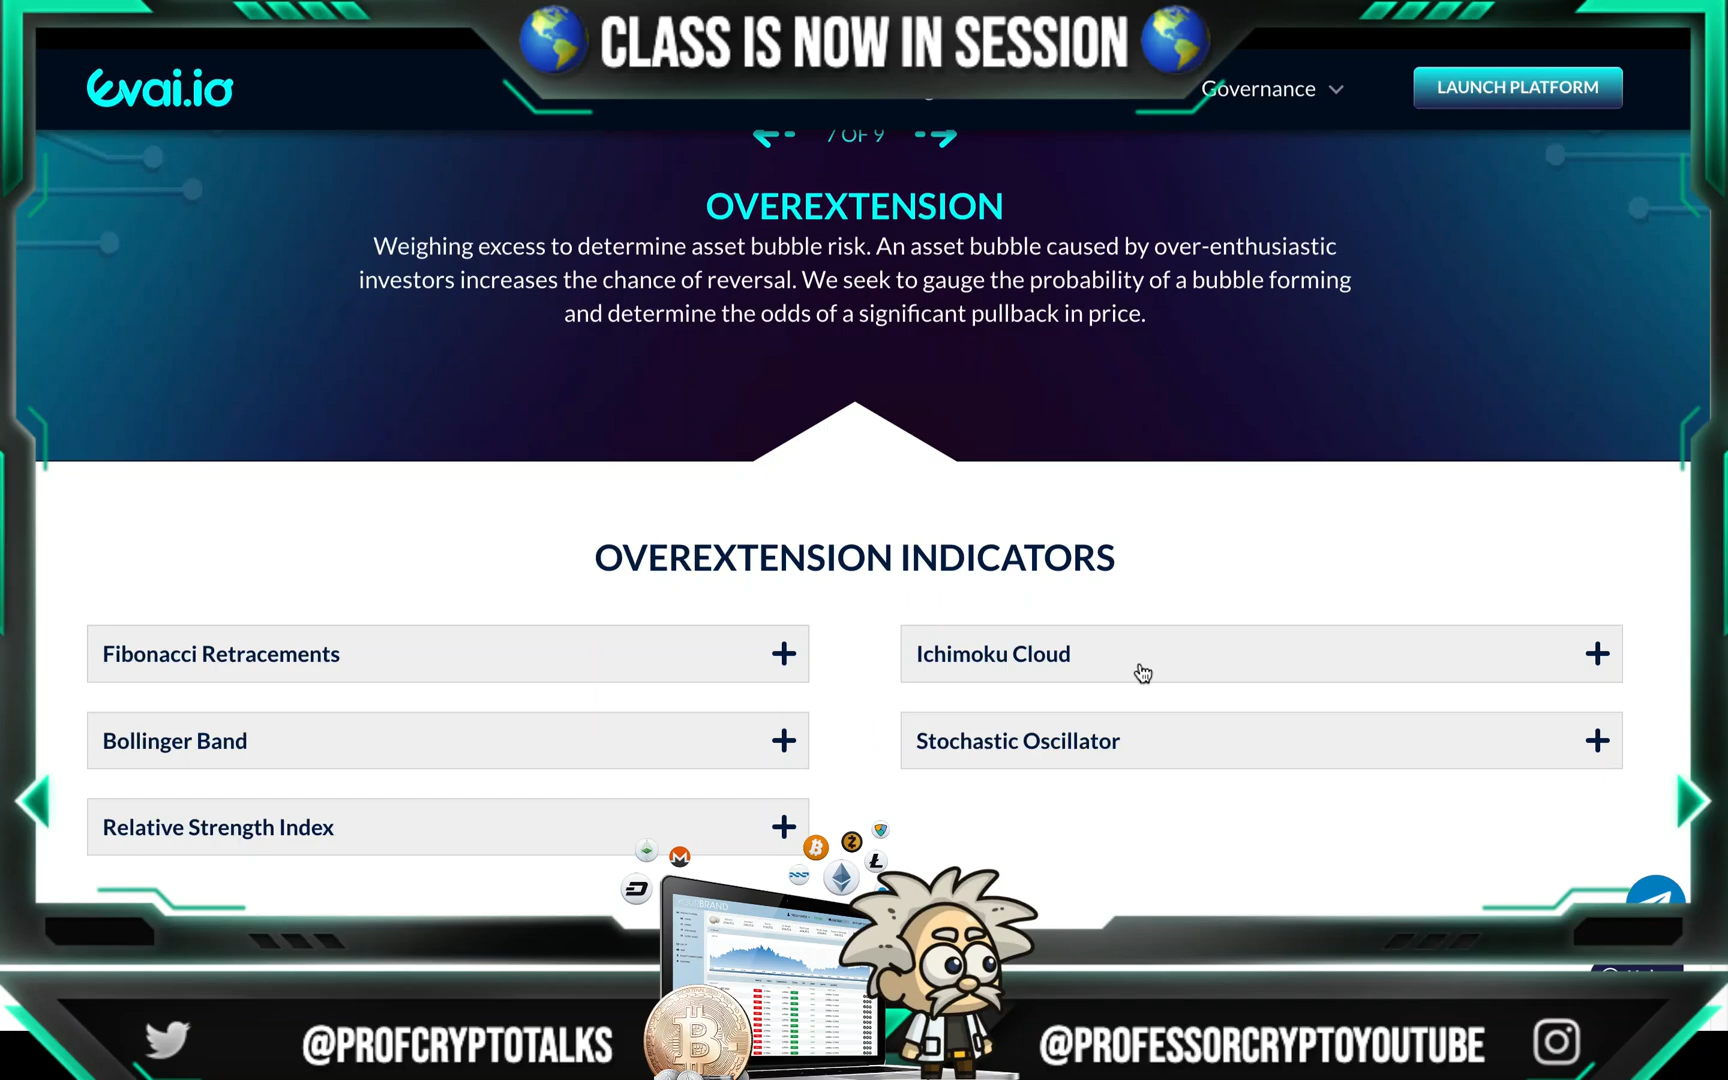 CLASS IS NOW IN SESSION
evai.io
Governance
LAUNCH PLATFORM
7 OF 9
OVEREXTENSION
Weighing excess to determine asset bubble risk. An asset bubble caused by over-enthusiastic
investors increases the chance of reversal. We seek to gauge the probability of a bubble forming
and determine the odds of a significant pullback in price.
OVEREXTENSION INDICATORS
Fibonacci Retracements
Ichimoku Cloud
Bollinger Band
Stochastic Oscillator
Relative Strength Index
YOURBRAND
@PROFCRYPTOTALKS
@PROFESSORCRYPTOYOUTUBE